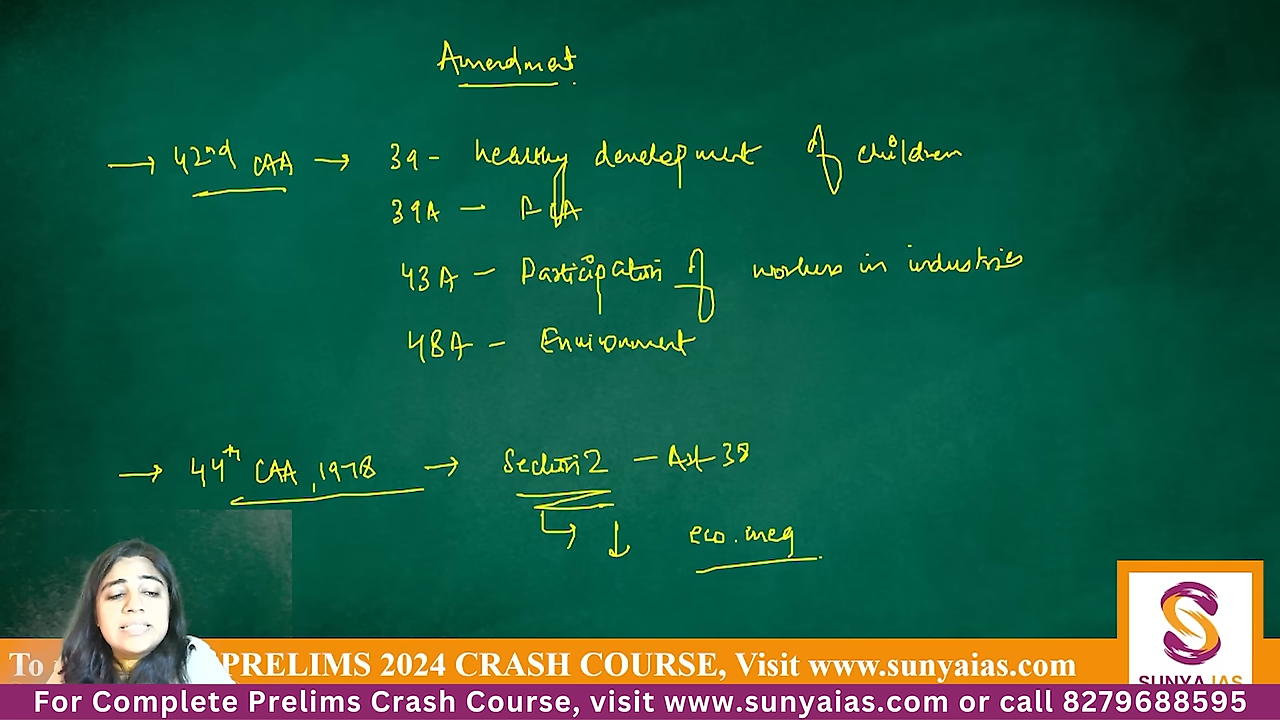 Amendment
→ 42nd CAA → 39 - healthy development of children
39A -
43A - Participation of workers in industries
48A - Environment
→ 44th CAA, 1978 → Section 2 - Art 38
↳ ↓ eco. ineq
To PRELIMS 2024 CRASH COURSE, Visit www.sunyaias.com
SUNYA IAS
For Complete Prelims Crash Course, visit www.sunyaias.com or call 8279688595